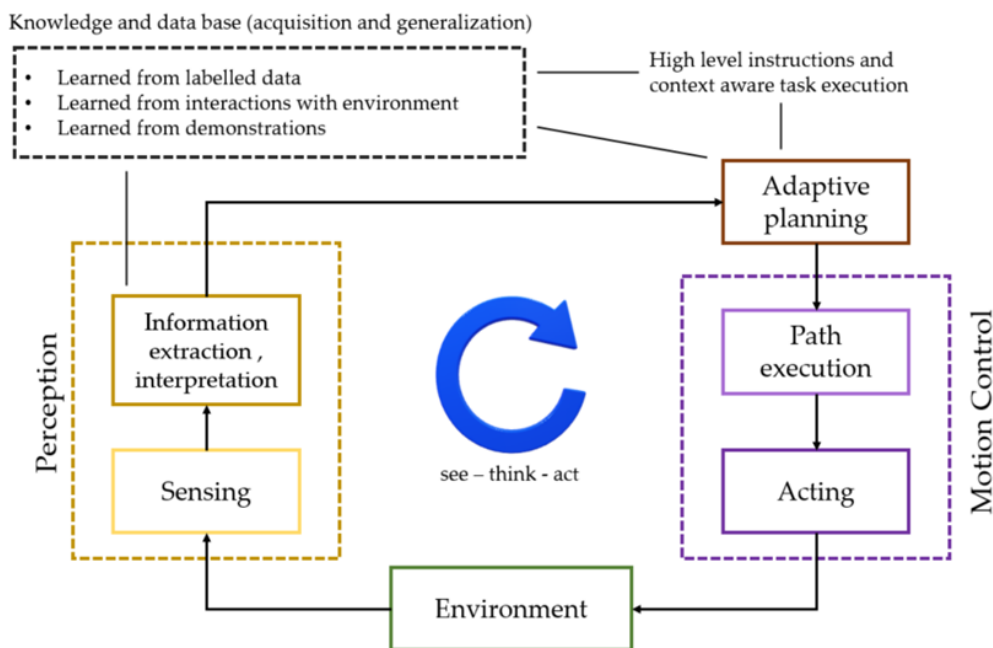 Knowledge and data base (acquisition and generalization)
• Learned from labelled data
• Learned from interactions with environment
• Learned from demonstrations
High level instructions and
context aware task execution
Adaptive
planning
Perception
Information
extraction ,
interpretation
Sensing
see – think - act
Path
execution
Acting
Motion Control
Environment